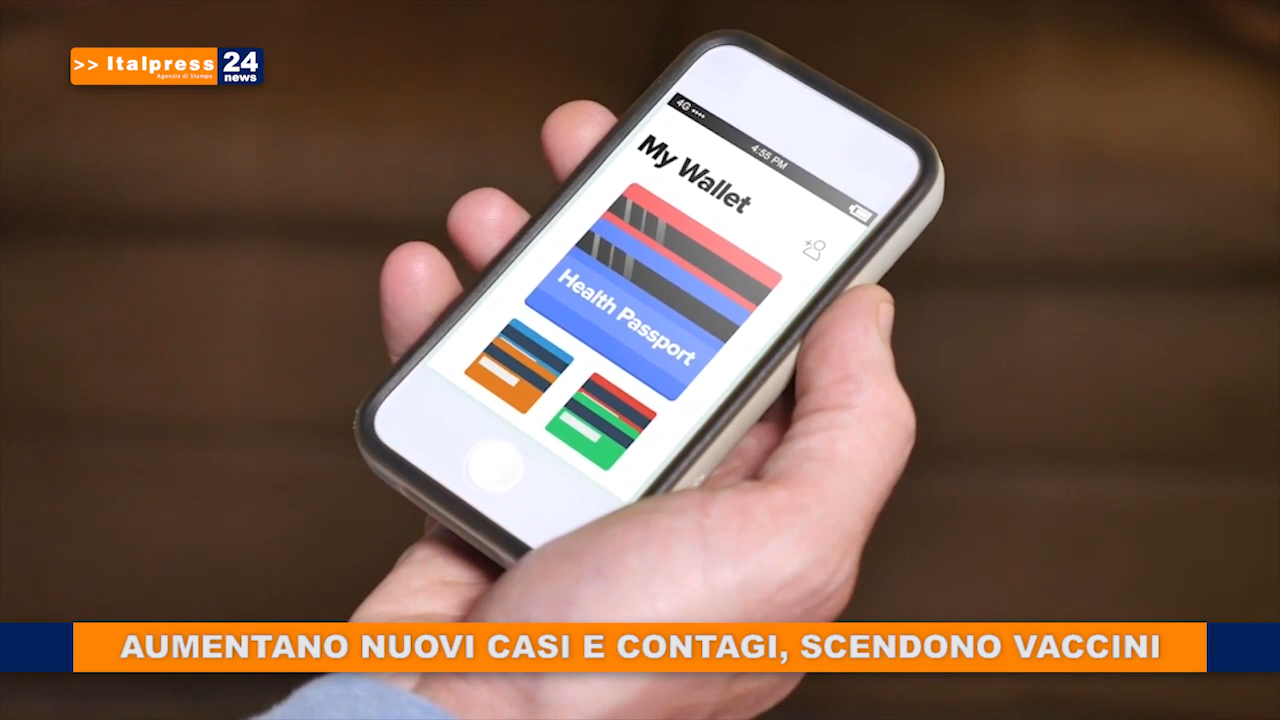 >> Italpress 24
Agenzia di Stampa news
4G 4:55 PM
My Wallet
Health Passport
AUMENTANO NUOVI CASI E CONTAGI, SCENDONO VACCINI